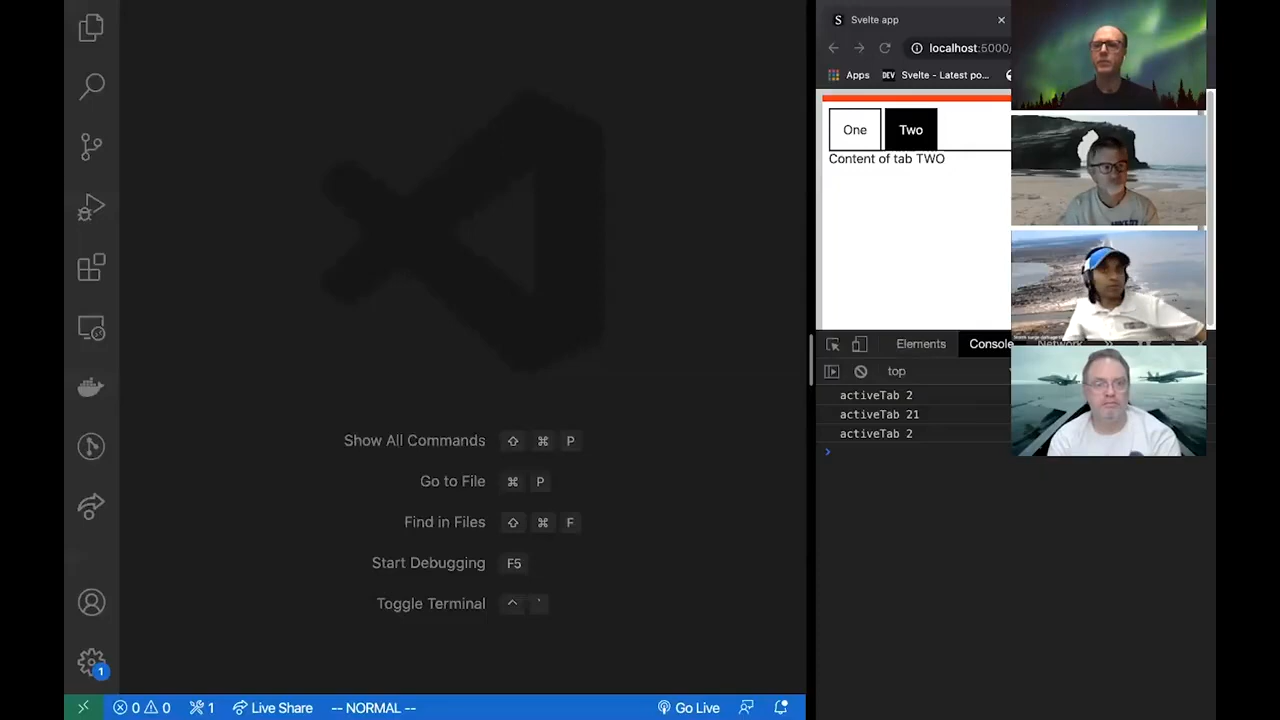 S Svelte app ×
localhost:5000/
Apps DEV Svelte - Latest po...
One Two
Content of tab TWO
Elements Console Network »
top
activeTab 2
activeTab 21
activeTab 2
>
Show All Commands ⇧ ⌘ P
Go to File ⌘ P
Find in Files ⇧ ⌘ F
Start Debugging F5
Toggle Terminal ^ `
1
0 0 1 Live Share -- NORMAL -- Go Live